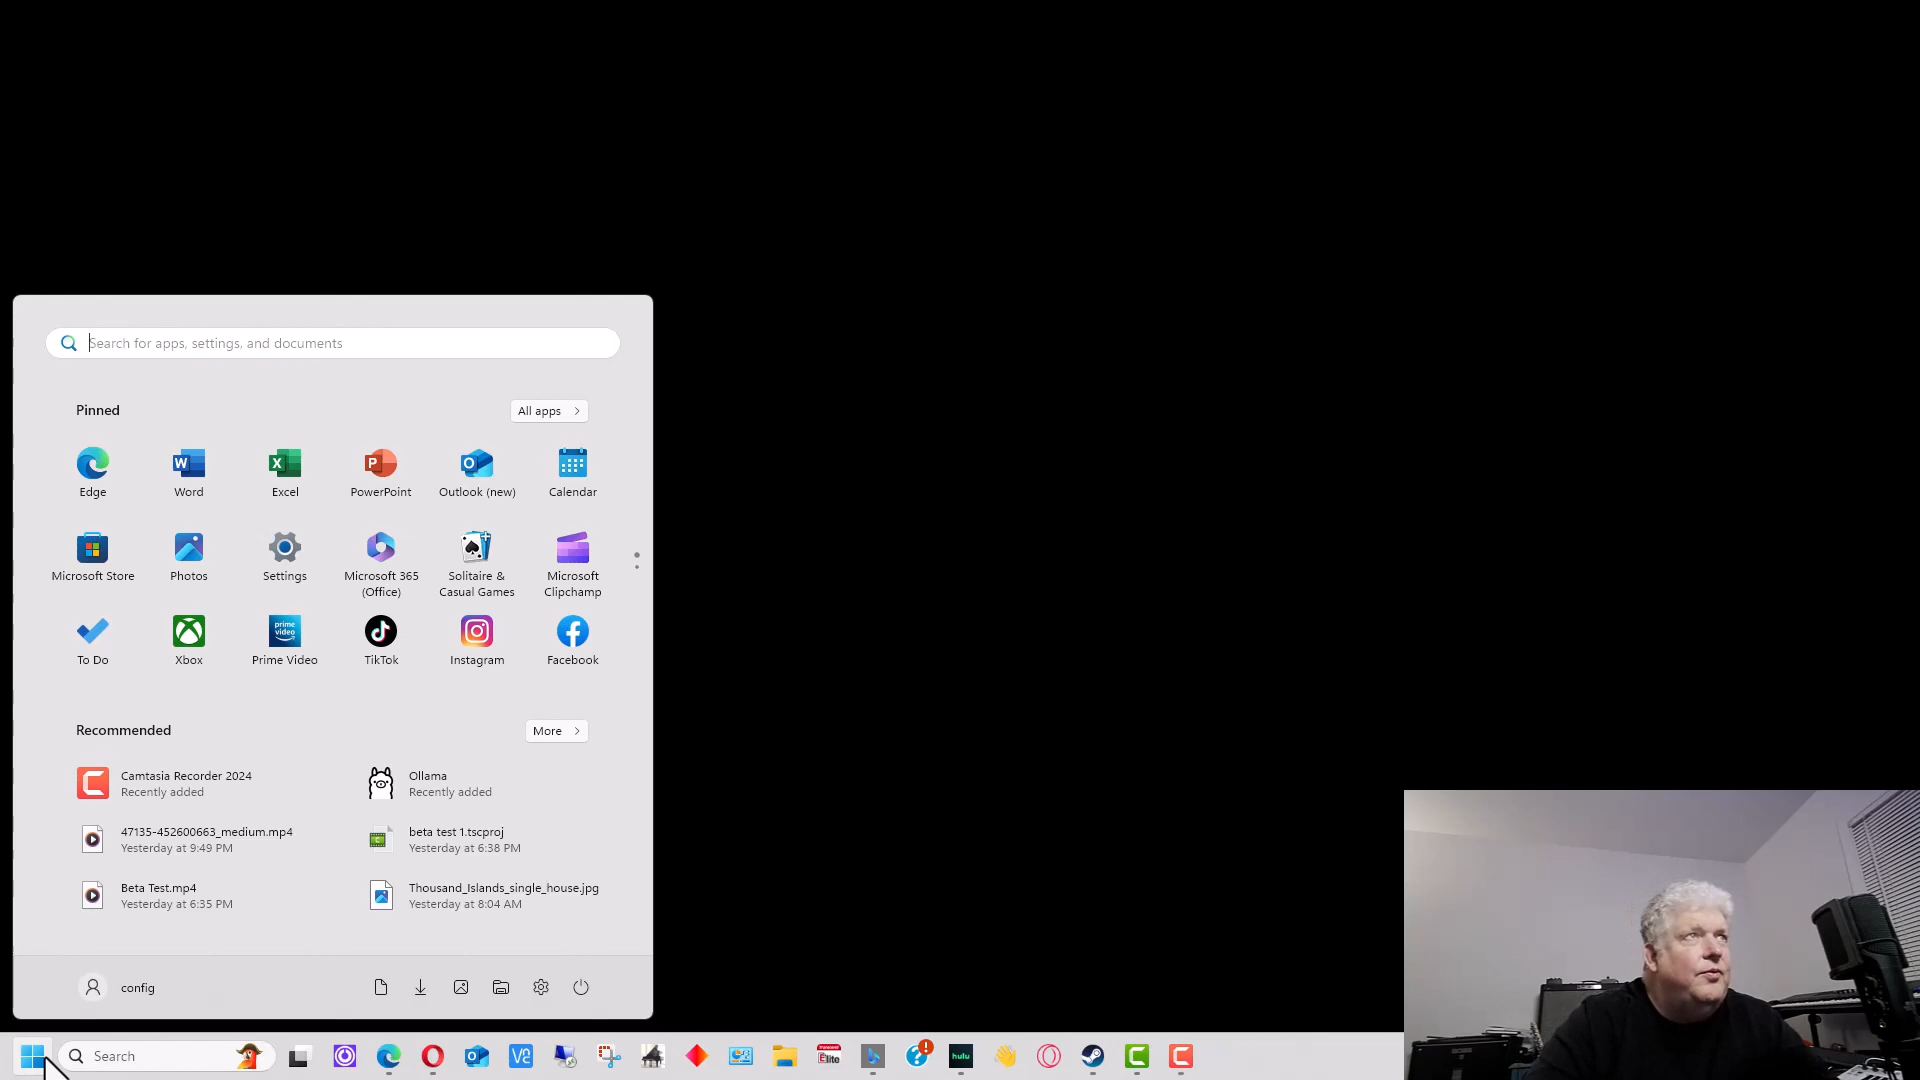 Search for apps, settings, and documents
Pinned
All apps
Edge
Word
Excel
PowerPoint
Outlook (new)
Calendar
Microsoft Store
Photos
Settings
Microsoft 365
(Office)
Solitaire &
Casual Games
Microsoft
Clipchamp
prime
video
To Do
Xbox
Prime Video
TikTok
Instagram
Facebook
Recommended
More
Camtasia Recorder 2024
Recently added
Ollama
Recently added
47135-452600663_medium.mp4
Yesterday at 9:49 PM
beta test 1.tscproj
Yesterday at 6:38 PM
Beta Test.mp4
Yesterday at 6:35 PM
Thousand_Islands_single_house.jpg
Yesterday at 8:04 AM
config
Search
Elite
hulu